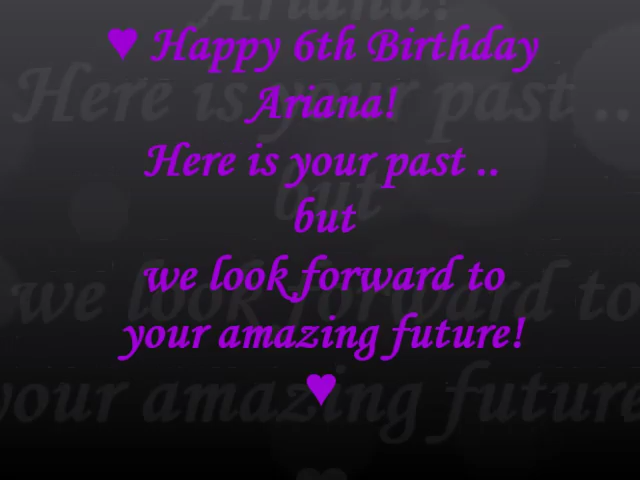 ♥ Happy 6th Birthday
Ariana!
Here is your past ..
but
we look forward to
your amazing future!
♥